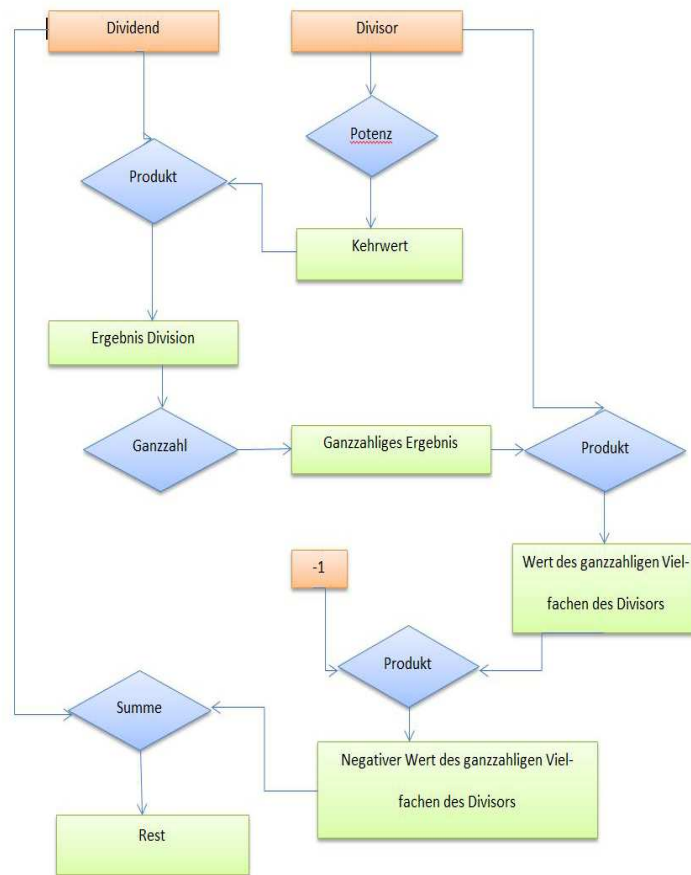 Dividend
Divisor
Potenz
Produkt
Kehrwert
Ergebnis Division
Ganzzahl
Ganzzahliges Ergebnis
Produkt
-1
Wert des ganzzahligen Viel-
fachen des Divisors
Produkt
Summe
Negativer Wert des ganzzahligen Viel-
fachen des Divisors
Rest